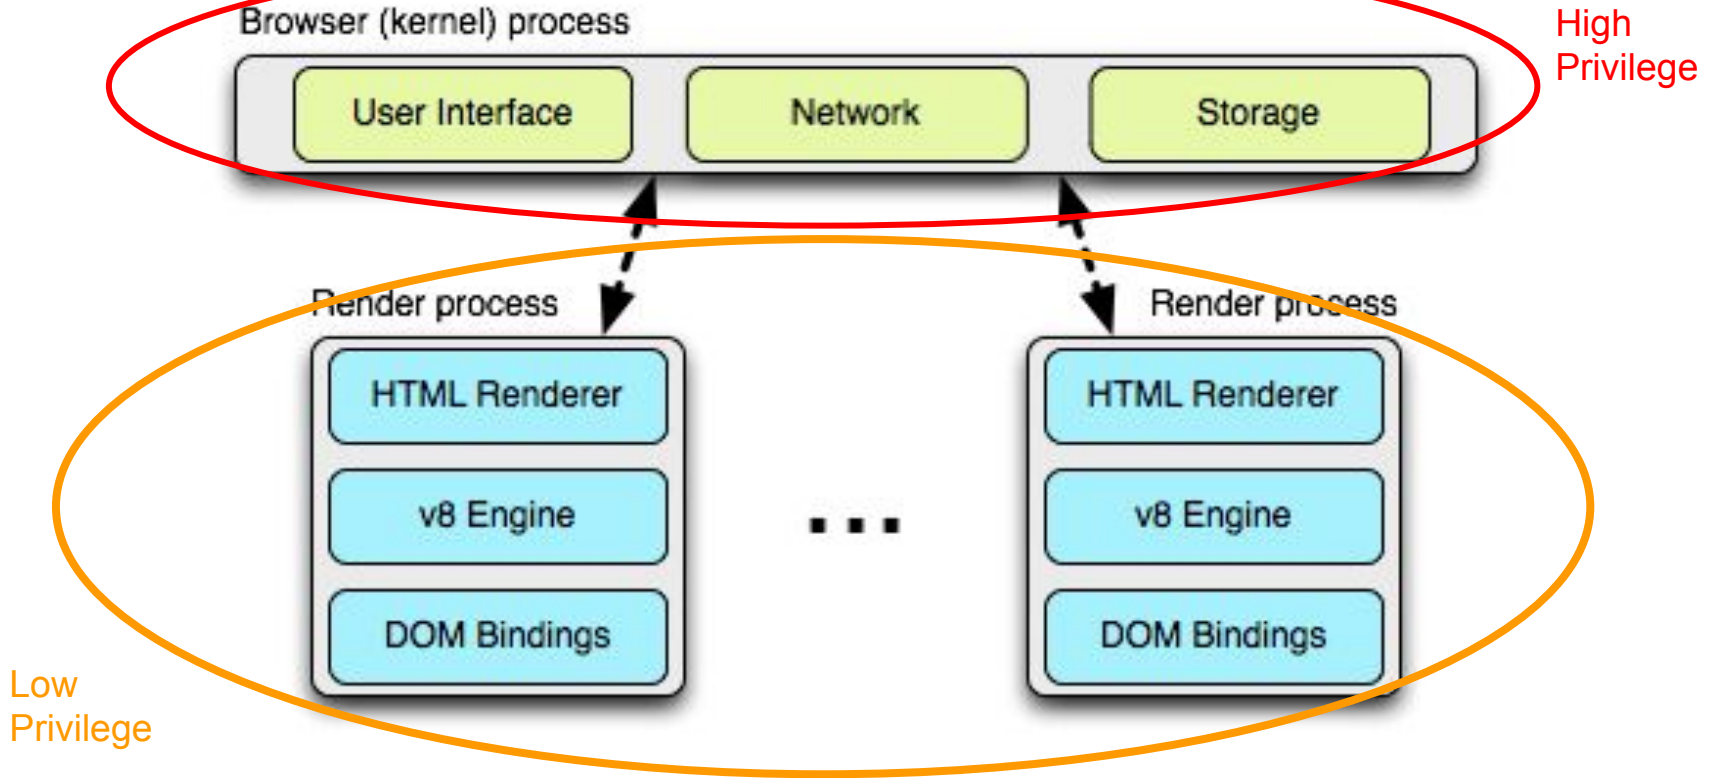 Browser (kernel) process
High
Privilege
User Interface
Network
Storage
Render process
Render process
HTML Renderer
HTML Renderer
v8 Engine
...
v8 Engine
DOM Bindings
DOM Bindings
Low
Privilege